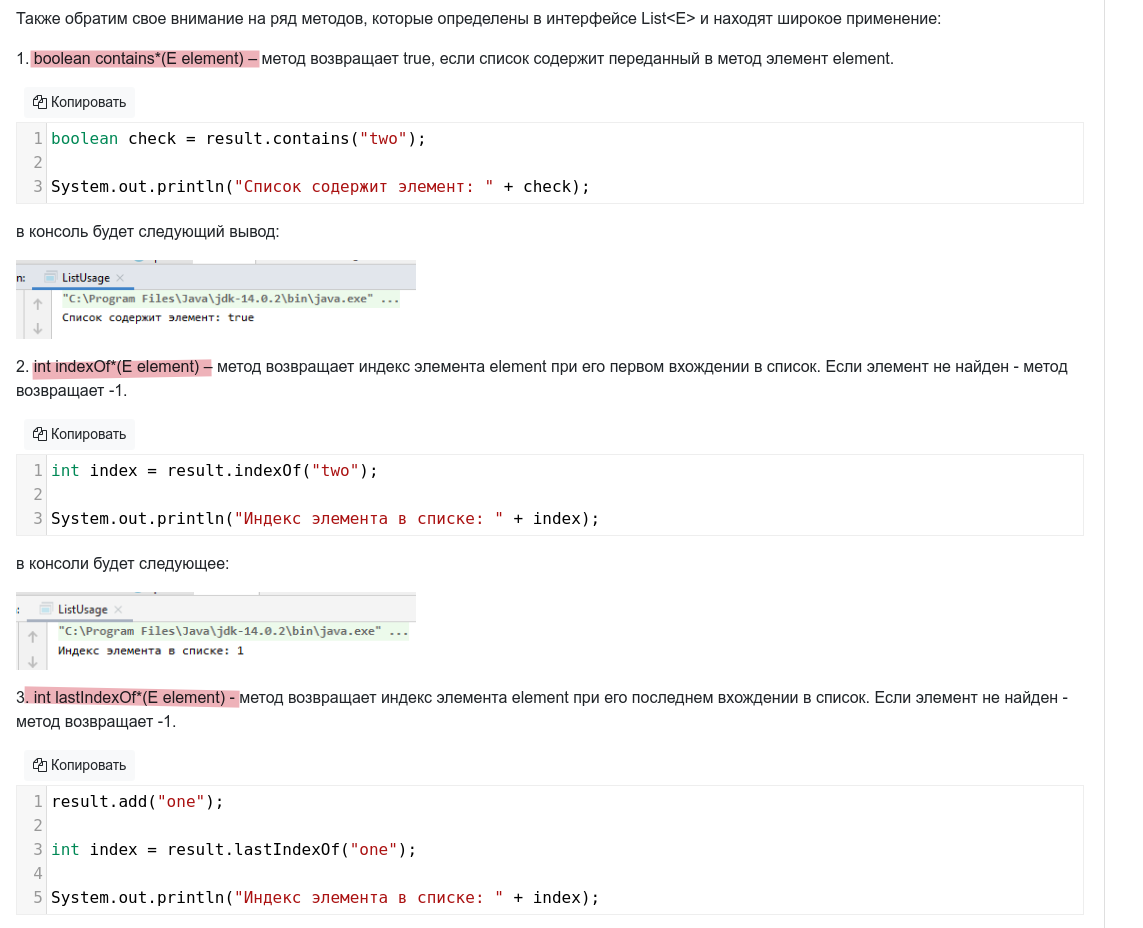 Также обратим свое внимание на ряд методов, которые определены в интерфейсе List<E> и находят широкое применение:
1. boolean contains*(E element) – метод возвращает true, если список содержит переданный в метод элемент element.
Копировать
1 boolean check = result.contains("two");
2
3 System.out.println("Список содержит элемент: " + check);
в консоль будет следующий вывод:
n: ListUsage ×
"C:\Program Files\Java\jdk-14.0.2\bin\java.exe" ...
Список содержит элемент: true
2. int indexOf*(E element) – метод возвращает индекс элемента element при его первом вхождении в список. Если элемент не найден - метод
возвращает -1.
Копировать
1 int index = result.indexOf("two");
2
3 System.out.println("Индекс элемента в списке: " + index);
в консоли будет следующее:
: ListUsage ×
"C:\Program Files\Java\jdk-14.0.2\bin\java.exe" ...
Индекс элемента в списке: 1
3. int lastIndexOf*(E element) - метод возвращает индекс элемента element при его последнем вхождении в список. Если элемент не найден -
метод возвращает -1.
Копировать
1 result.add("one");
2
3 int index = result.lastIndexOf("one");
4
5 System.out.println("Индекс элемента в списке: " + index);